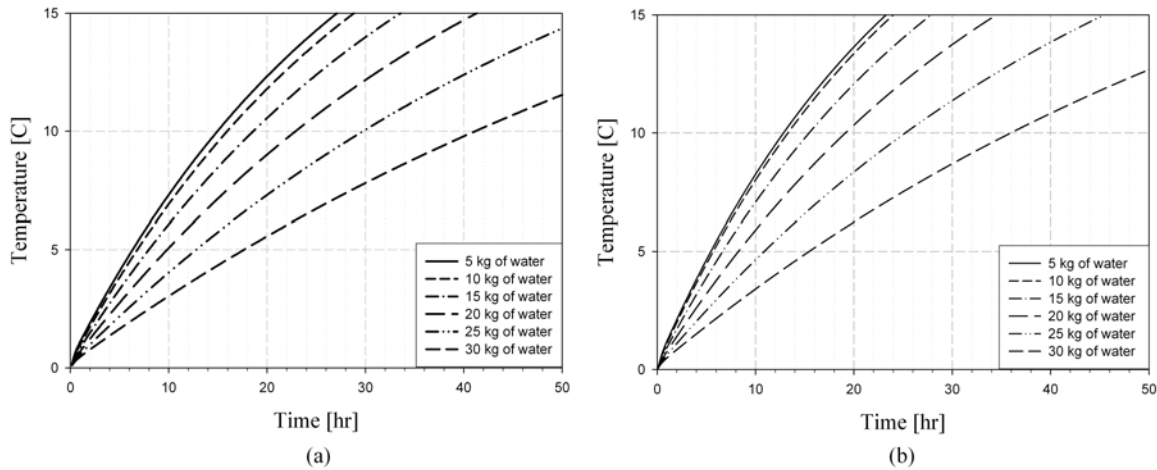 15
10
5
0
Temperature [C]
0 10 20 30 40 50
Time [hr]
5 kg of water
10 kg of water
15 kg of water
20 kg of water
25 kg of water
30 kg of water
(a)
15
10
5
0
Temperature [C]
0 10 20 30 40 50
Time [hr]
5 kg of water
10 kg of water
15 kg of water
20 kg of water
25 kg of water
30 kg of water
(b)